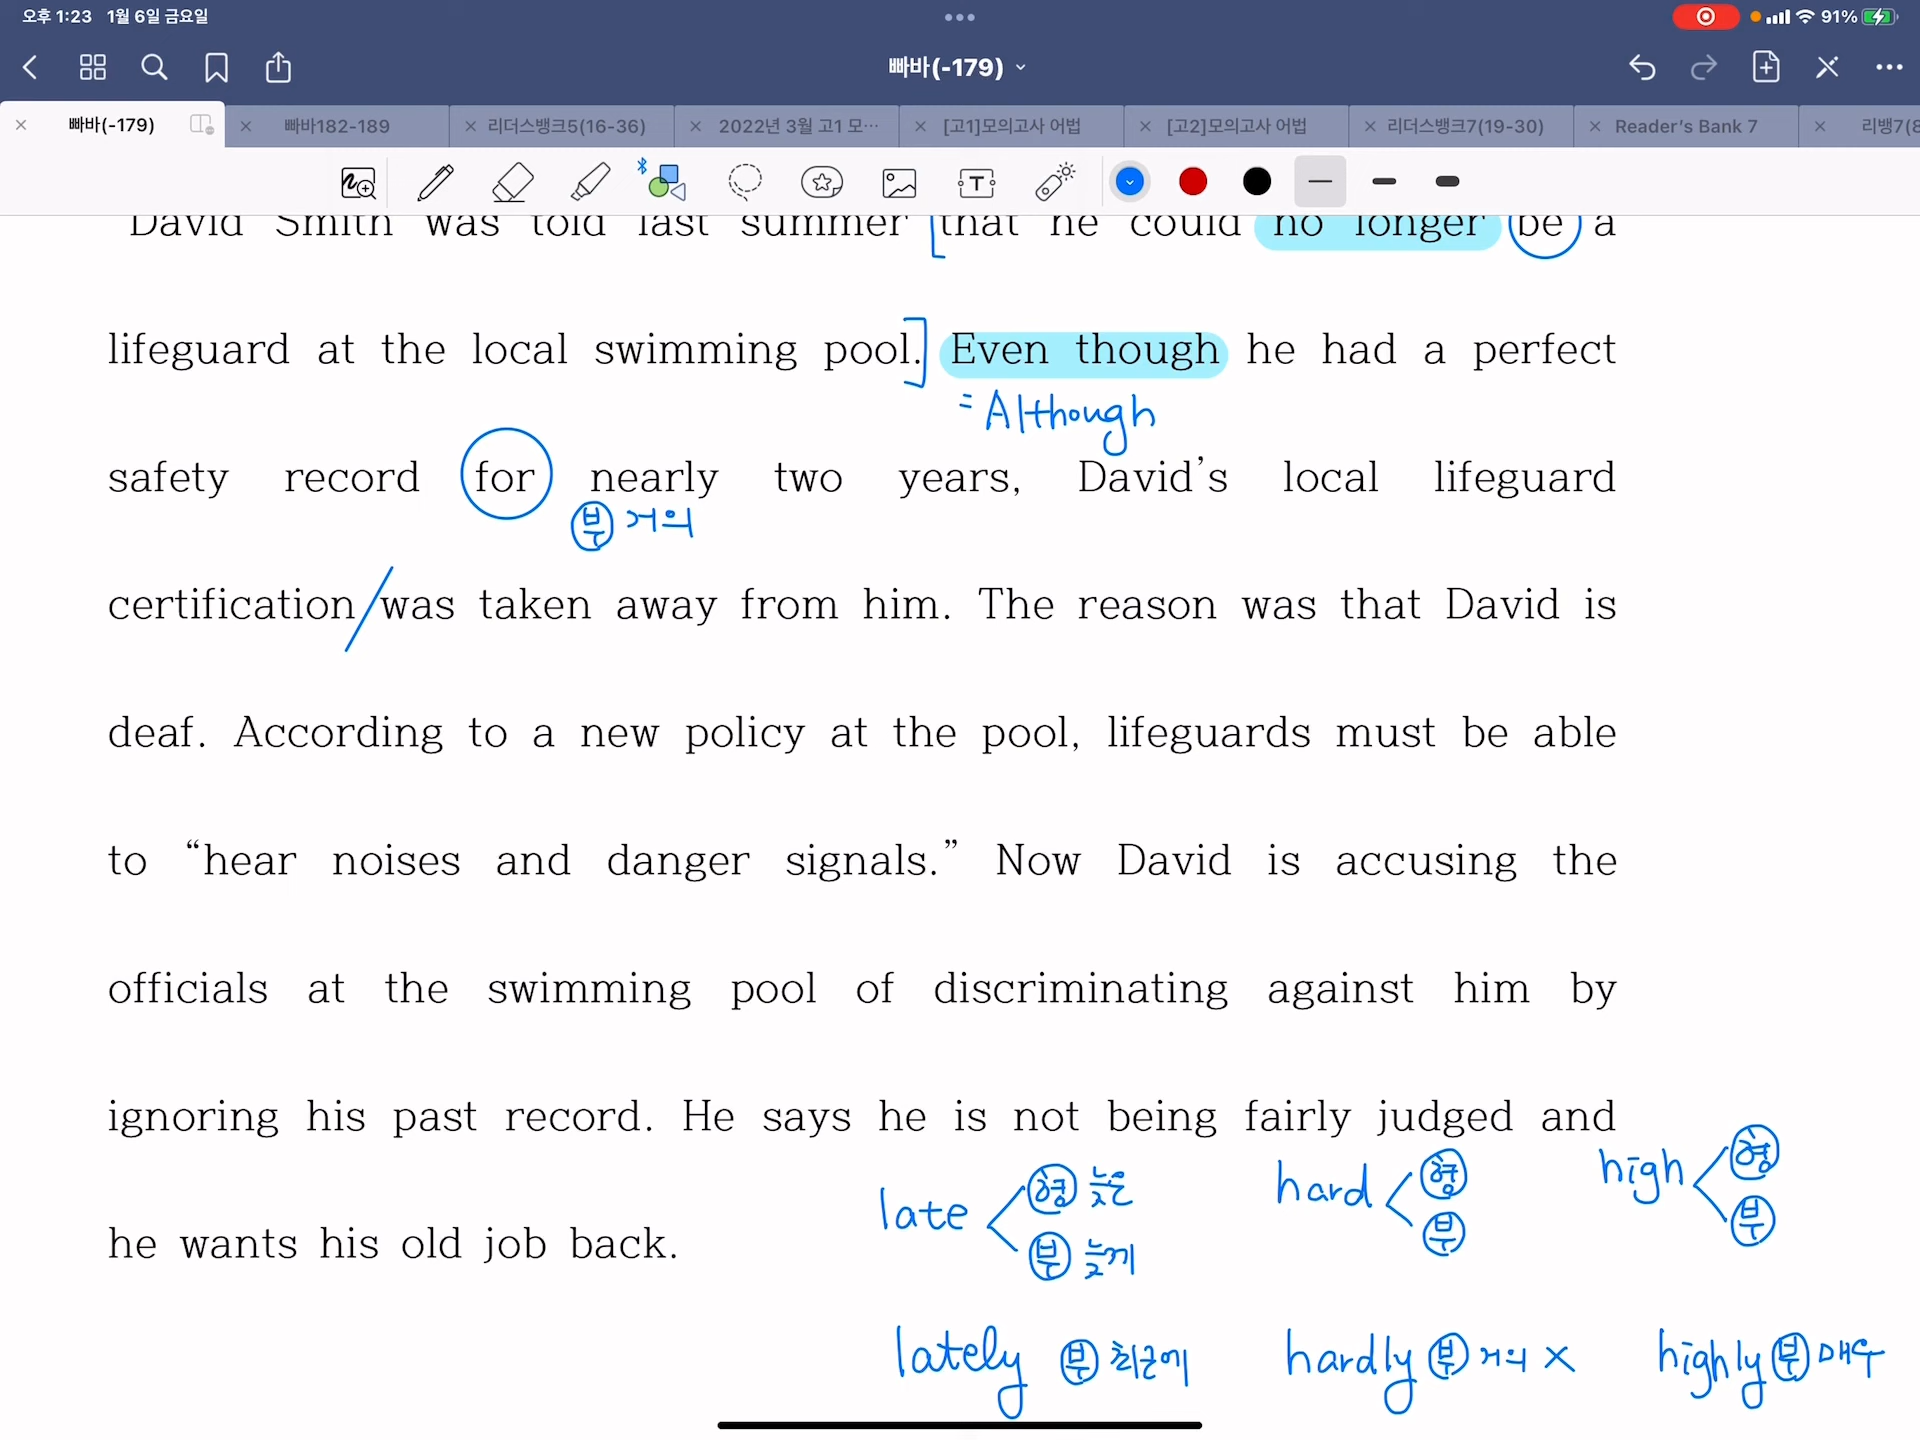 오후 1:23 1월 6일 금요일 91%
빠바(-179)
빠바(-179) 빠바182-189 리더스뱅크5(16-36) 2022년 3월 고1 모… [고1]모의고사 어법 [고2]모의고사 어법 리더스뱅크7(19-30) Reader's Bank 7 리뱅7(8
David Smith was told last summer [that he could no longer be a
lifeguard at the local swimming pool.] Even though he had a perfect
= Although
safety record for nearly two years, David's local lifeguard
부 거의
certification / was taken away from him. The reason was that David is
deaf. According to a new policy at the pool, lifeguards must be able
to “hear noises and danger signals.” Now David is accusing the
officials at the swimming pool of discriminating against him by
ignoring his past record. He says he is not being fairly judged and
late 형 늦은 hard 형 high 형
부 늦게 부 부
he wants his old job back.
lately 부 최근에 hardly 부 거의 X highly 부 매우